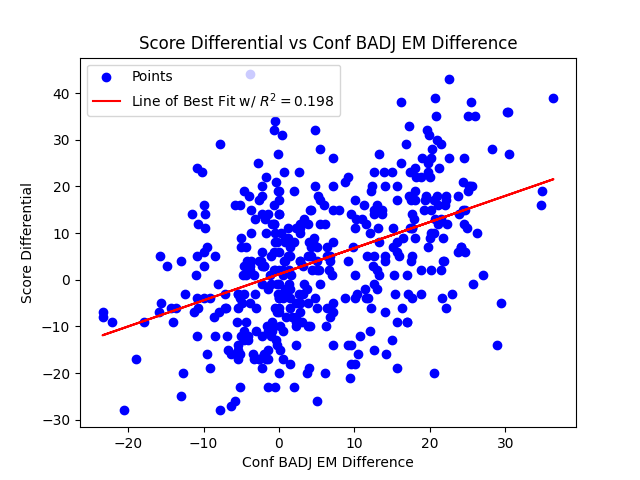 Score Differential vs Conf BADJ EM Difference
Points
Line of Best Fit w/ R² = 0.198
40
30
20
10
0
−10
−20
−30
Score Differential
−20
−10
0
10
20
30
Conf BADJ EM Difference